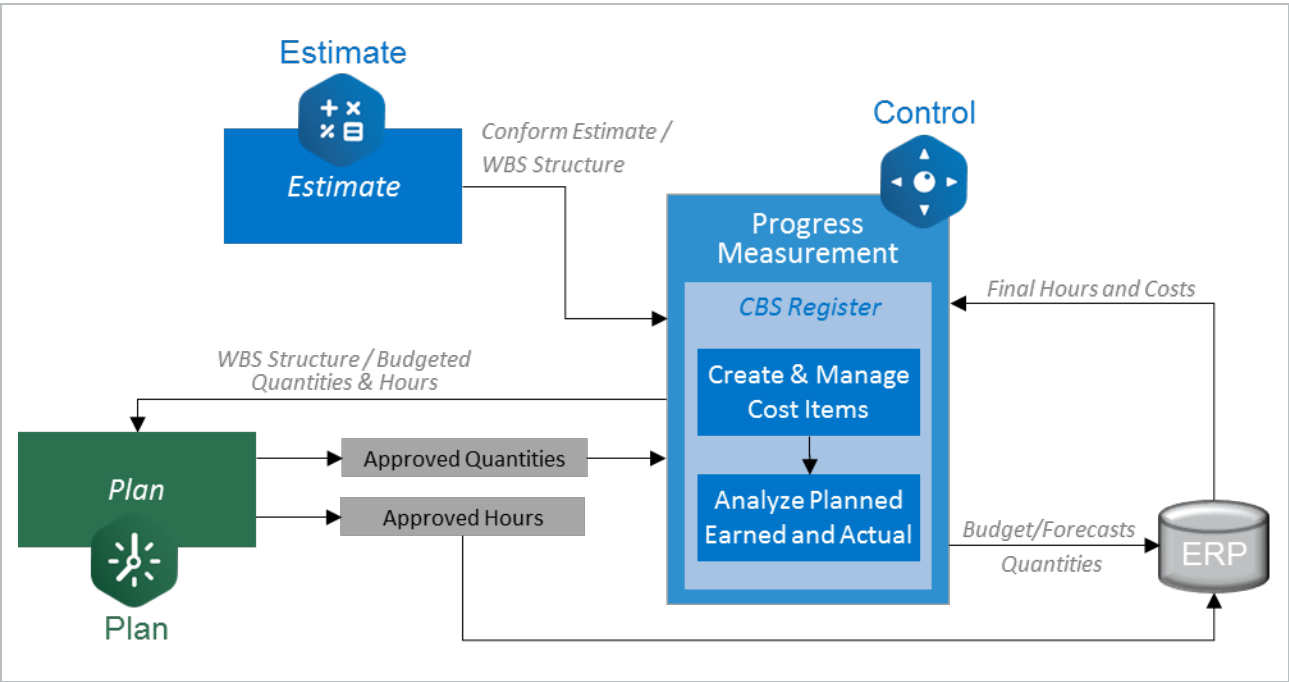 Estimate
Estimate
Conform Estimate /
WBS Structure
Control
Progress
Measurement
CBS Register
Create & Manage
Cost Items
Analyze Planned
Earned and Actual
Final Hours and Costs
WBS Structure / Budgeted
Quantities & Hours
Plan
Plan
Approved Quantities
Approved Hours
Budget/Forecasts
Quantities
ERP